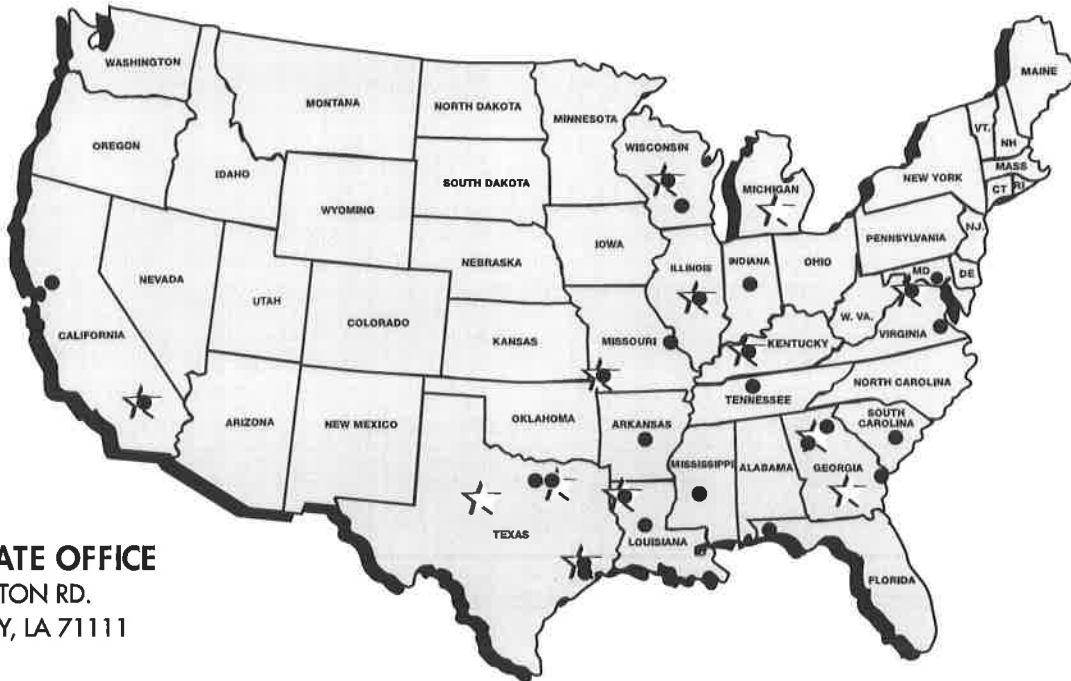 WASHINGTON
MONTANA
NORTH DAKOTA
MINNESOTA
MAINE
OREGON
IDAHO
WISCONSIN
VT.
NH
MASS
SOUTH DAKOTA
MICHIGAN
NEW YORK
CT
RI
WYOMING
IOWA
PENNSYLVANIA
NJ.
NEVADA
NEBRASKA
ILLINOIS
INDIANA
OHIO
MD
DE
UTAH
COLORADO
W. VA.
CALIFORNIA
KANSAS
MISSOURI
KENTUCKY
VIRGINIA
NORTH CAROLINA
TENNESSEE
ARIZONA
NEW MEXICO
OKLAHOMA
ARKANSAS
SOUTH
CAROLINA
MISSISSIPPI
ALABAMA
GEORGIA
TEXAS
LOUISIANA
FLORIDA
ATE OFFICE
TON RD.
Y, LA 71111